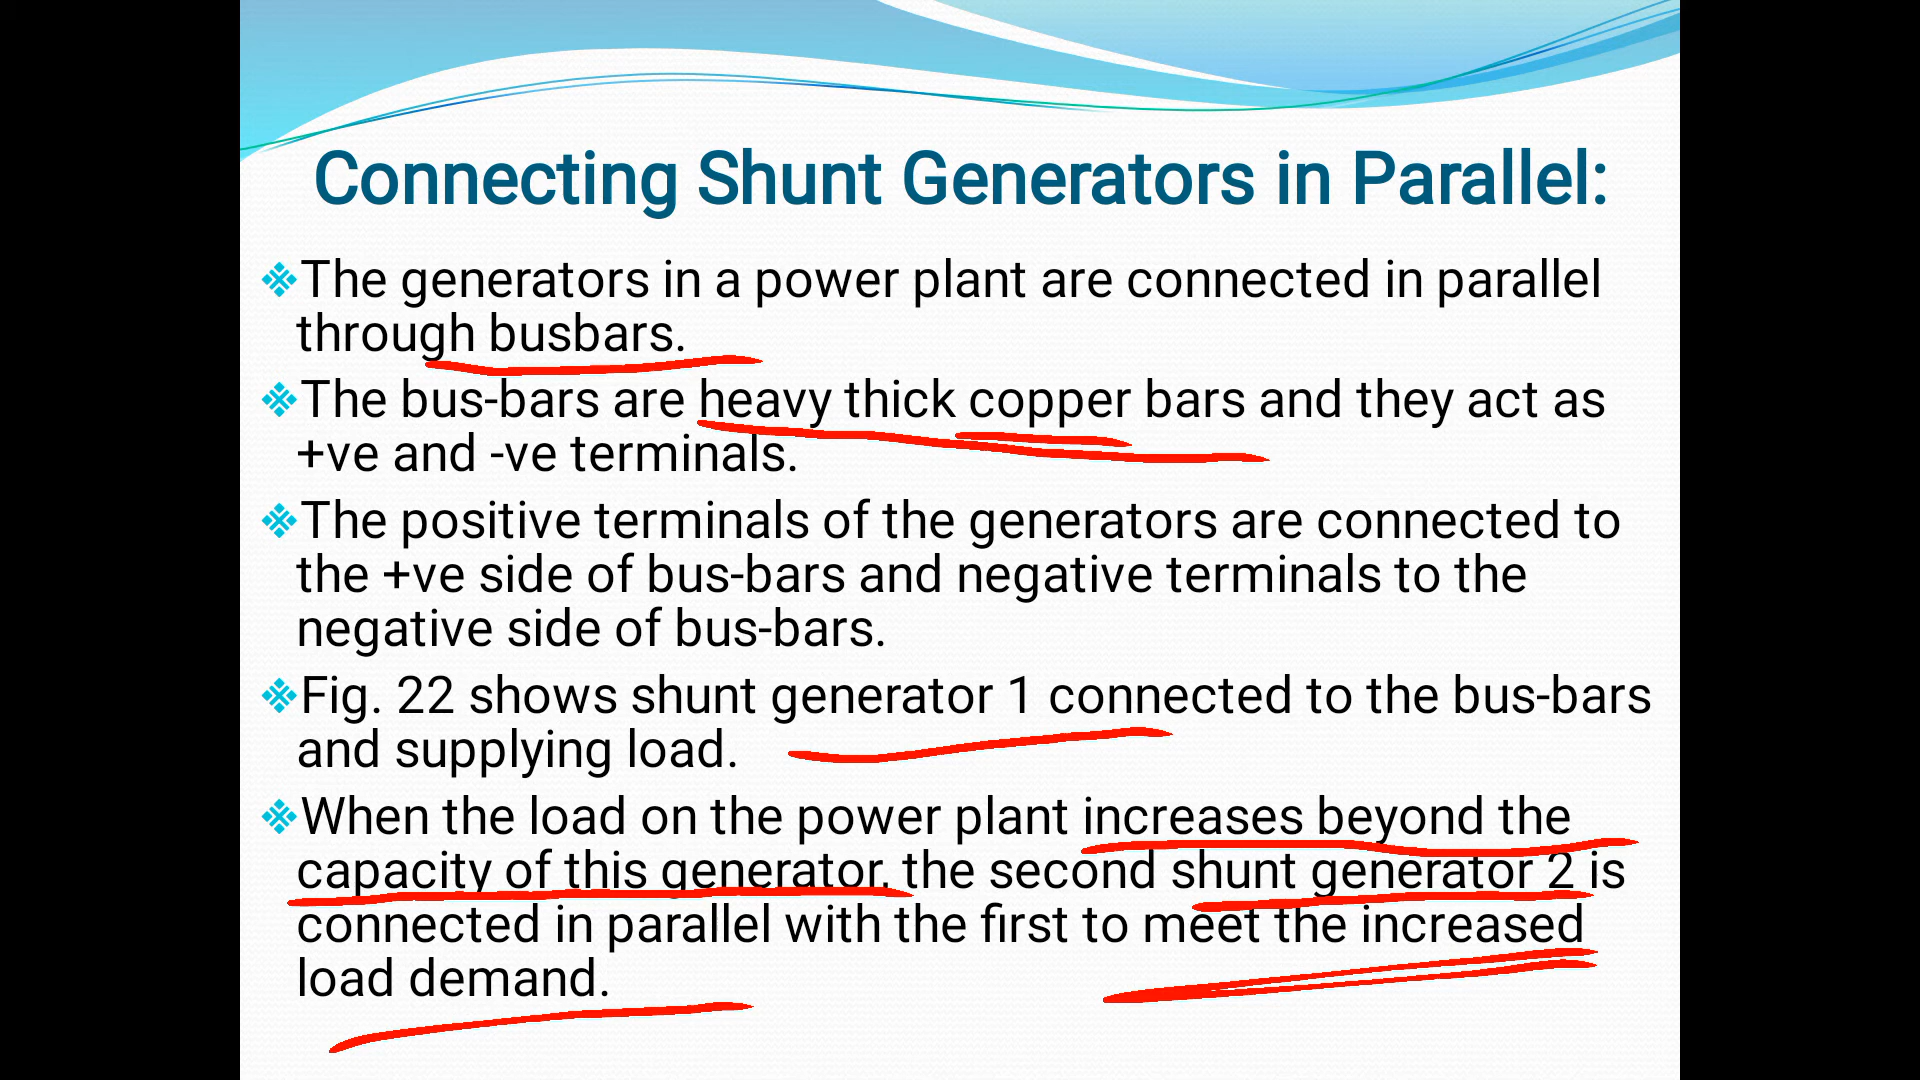 Connecting Shunt Generators in Parallel:
The generators in a power plant are connected in parallel
through busbars.
The bus-bars are heavy thick copper bars and they act as
+ve and -ve terminals.
The positive terminals of the generators are connected to
the +ve side of bus-bars and negative terminals to the
negative side of bus-bars.
Fig. 22 shows shunt generator 1 connected to the bus-bars
and supplying load.
When the load on the power plant increases beyond the
capacity of this generator, the second shunt generator 2 is
connected in parallel with the first to meet the increased
load demand.